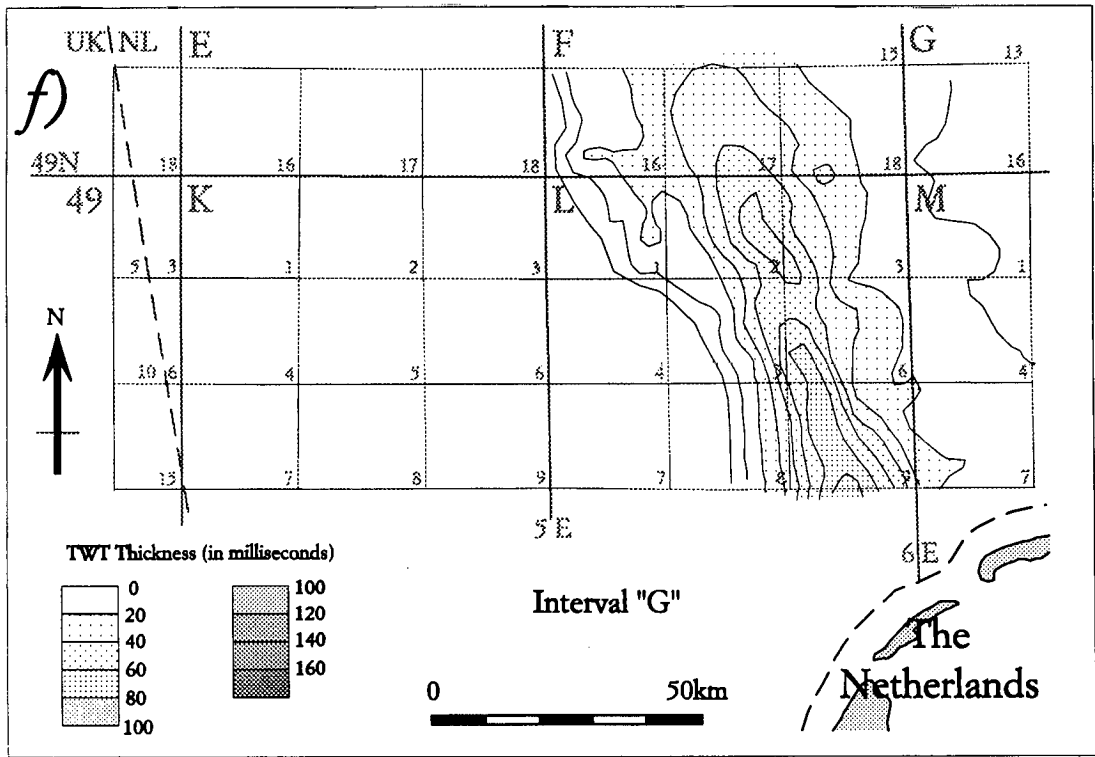 UK\NL E F G
15 13
f)
49N 18 16 17 18 16 17 18 16
49 K L M
5 3 1 2 3 1 2 3 1
N
10 6 4 5 6 4 5 6 4
13 7 8 9 7 8 9 7
5 E
6 E
TWT Thickness (in milliseconds)
0 100
20 120
40 140
60 160
80
100
Interval "G"
0 50km
The
Netherlands